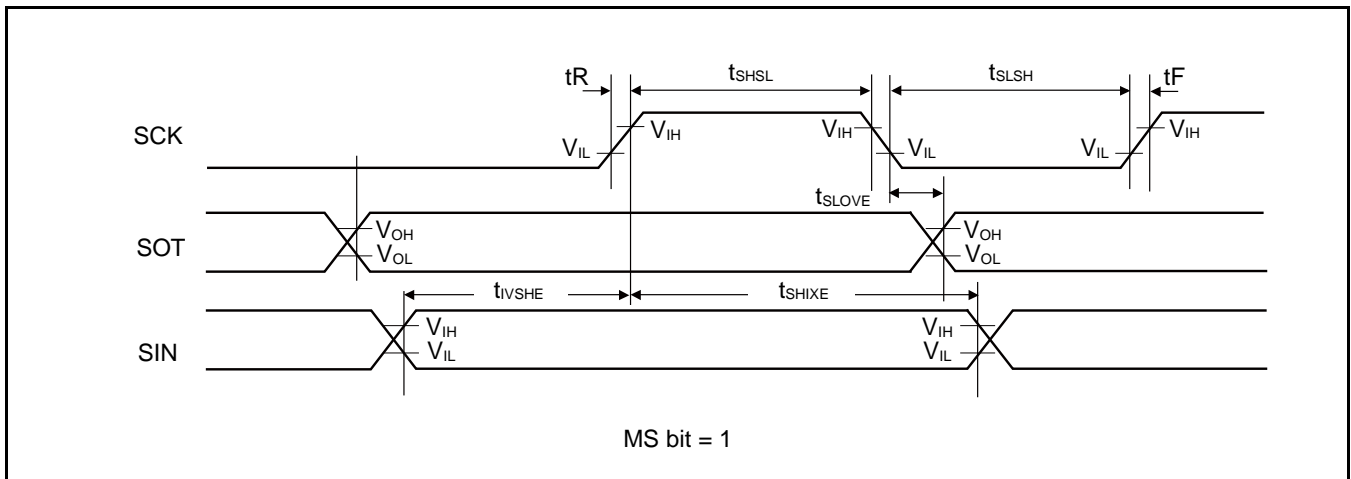 tR tSHSL tSLSH tF
SCK VIH VIH VIH
VIL VIL VIL
tSLOVE
SOT VOH VOH
VOL VOL
tIVSHE tSHIXE
SIN VIH VIH
VIL VIL
MS bit = 1